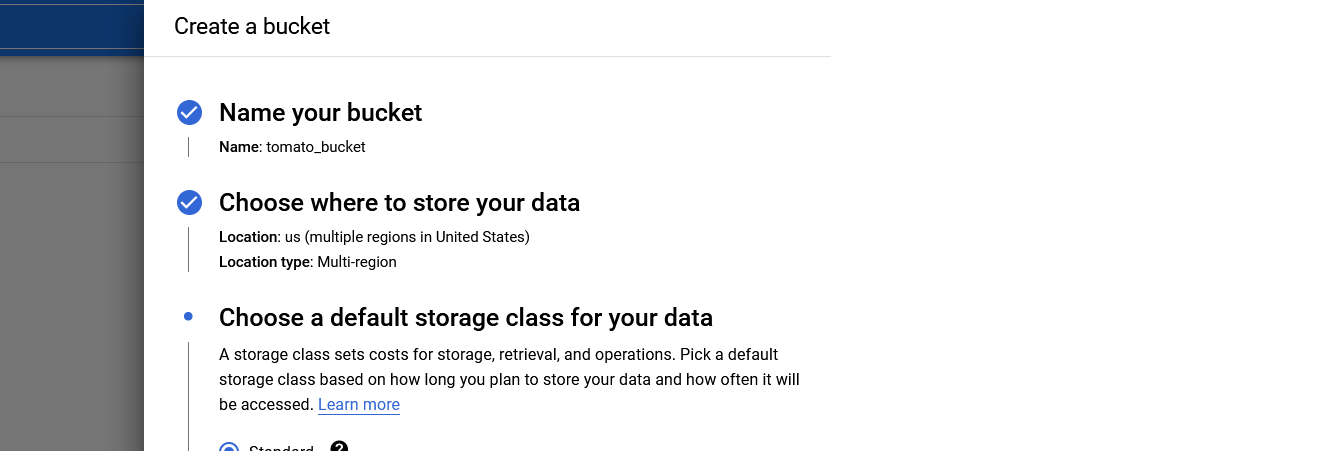 Create a bucket
Name your bucket
Name: tomato_bucket
Choose where to store your data
Location: us (multiple regions in United States)
Location type: Multi-region
Choose a default storage class for your data
A storage class sets costs for storage, retrieval, and operations. Pick a default
storage class based on how long you plan to store your data and how often it will
be accessed. Learn more
Standard